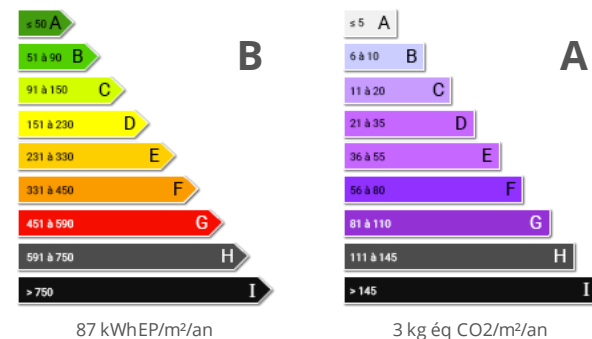 ≤ 50 A
51 à 90 B
91 à 150 C
151 à 230 D
231 à 330 E
331 à 450 F
451 à 590 G
591 à 750 H
> 750 I
B
87 kWhEP/m²/an
≤ 5 A
6 à 10 B
11 à 20 C
21 à 35 D
36 à 55 E
56 à 80 F
81 à 110 G
111 à 145 H
> 145 I
A
3 kg éq CO2/m²/an